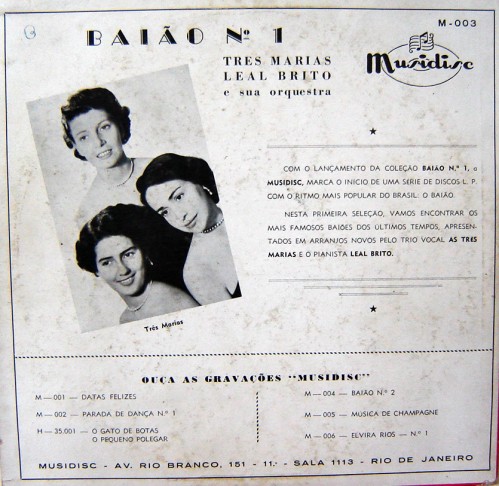 M-003
BAIÃO Nº 1
Musidisc
TRES MARIAS
LEAL BRITO
e sua orquestra
COM O LANÇAMENTO DA COLEÇÃO BAIÃO N.º 1, a
MUSIDISC, MARCA O INICIO DE UMA SERIE DE DISCOS L. P.
COM O RITMO MAIS POPULAR DO BRASIL: O BAIÃO.
NESTA PRIMEIRA SELEÇÃO, VAMOS ENCONTRAR OS
MAIS FAMOSOS BAIÕES DOS ÚLTIMOS TEMPOS, APRESEN-
TADOS EM ARRANJOS NOVOS PELO TRIO VOCAL AS TRES
MARIAS E O PIANISTA LEAL BRITO.
Três Marias
OUÇA AS GRAVAÇÕES "MUSIDISC"
M—001 — DATAS FELIZES
M—002 — PARADA DE DANÇA N.º 1
H—35.001 — O GATO DE BOTAS
O PEQUENO POLEGAR
M—004 — BAIÃO N.º 2
M—005 — MÚSICA DE CHAMPAGNE
M—006 — ELVIRA RIOS — N.º 1
MUSIDISC - AV. RIO BRANCO, 151 - 11.º - SALA 1113 - RIO DE JANEIRO